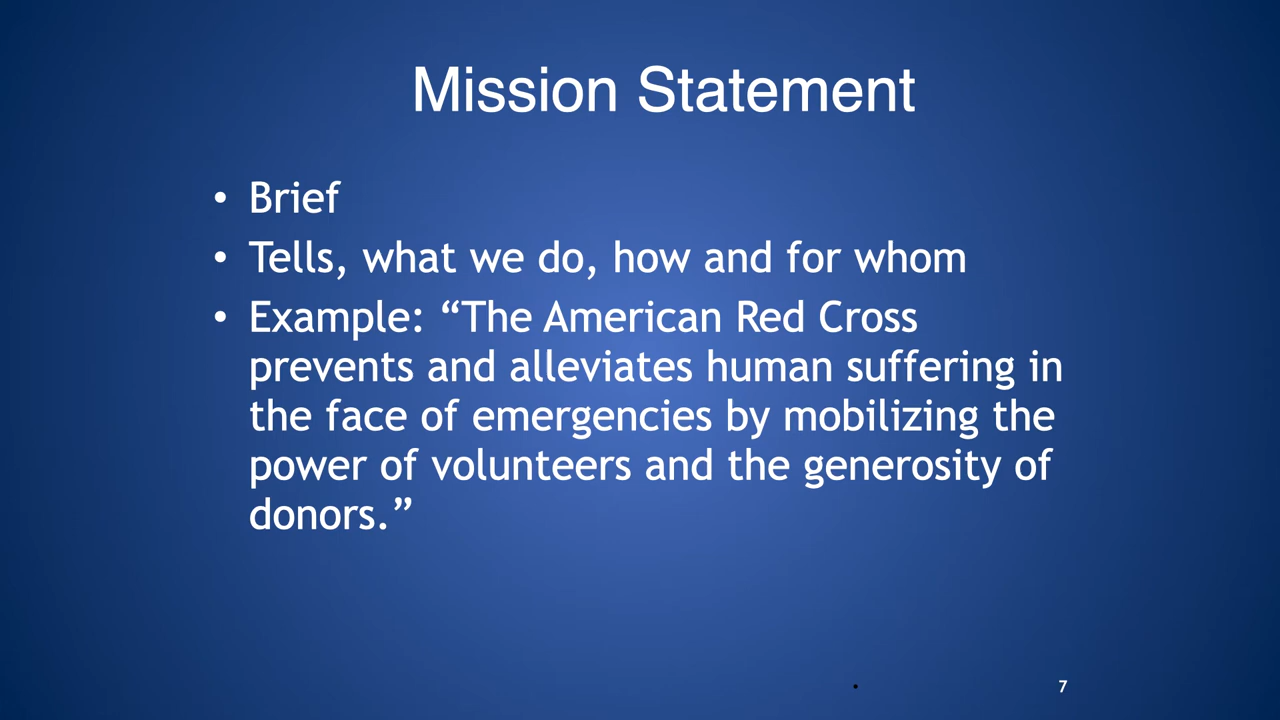 Mission Statement
• Brief
• Tells, what we do, how and for whom
• Example: “The American Red Cross
prevents and alleviates human suffering in
the face of emergencies by mobilizing the
power of volunteers and the generosity of
donors.”
. 7